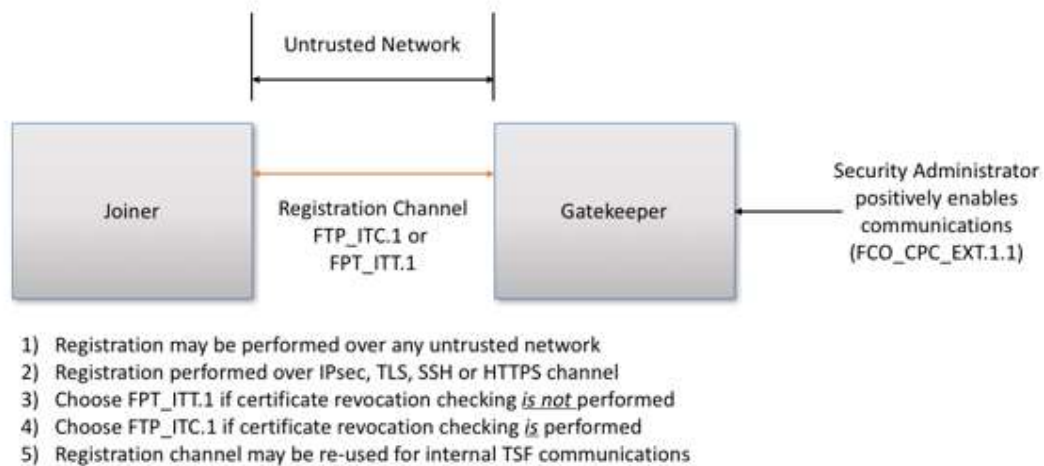 Untrusted Network
Joiner
Registration Channel
FTP_ITC.1 or
FPT_ITT.1
Gatekeeper
Security Administrator
positively enables
communications
(FCO_CPC_EXT.1.1)
1) Registration may be performed over any untrusted network
2) Registration performed over IPsec, TLS, SSH or HTTPS channel
3) Choose FPT_ITT.1 if certificate revocation checking is not performed
4) Choose FTP_ITC.1 if certificate revocation checking is performed
5) Registration channel may be re-used for internal TSF communications